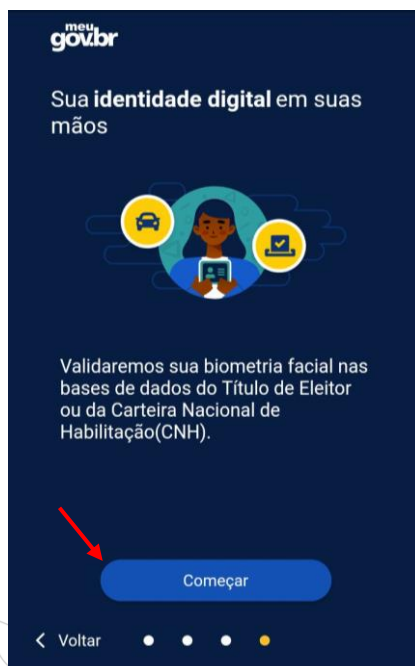 meu
gov.br
Sua identidade digital em suas
mãos
Validaremos sua biometria facial nas
bases de dados do Título de Eleitor
ou da Carteira Nacional de
Habilitação(CNH).
Começar
Voltar